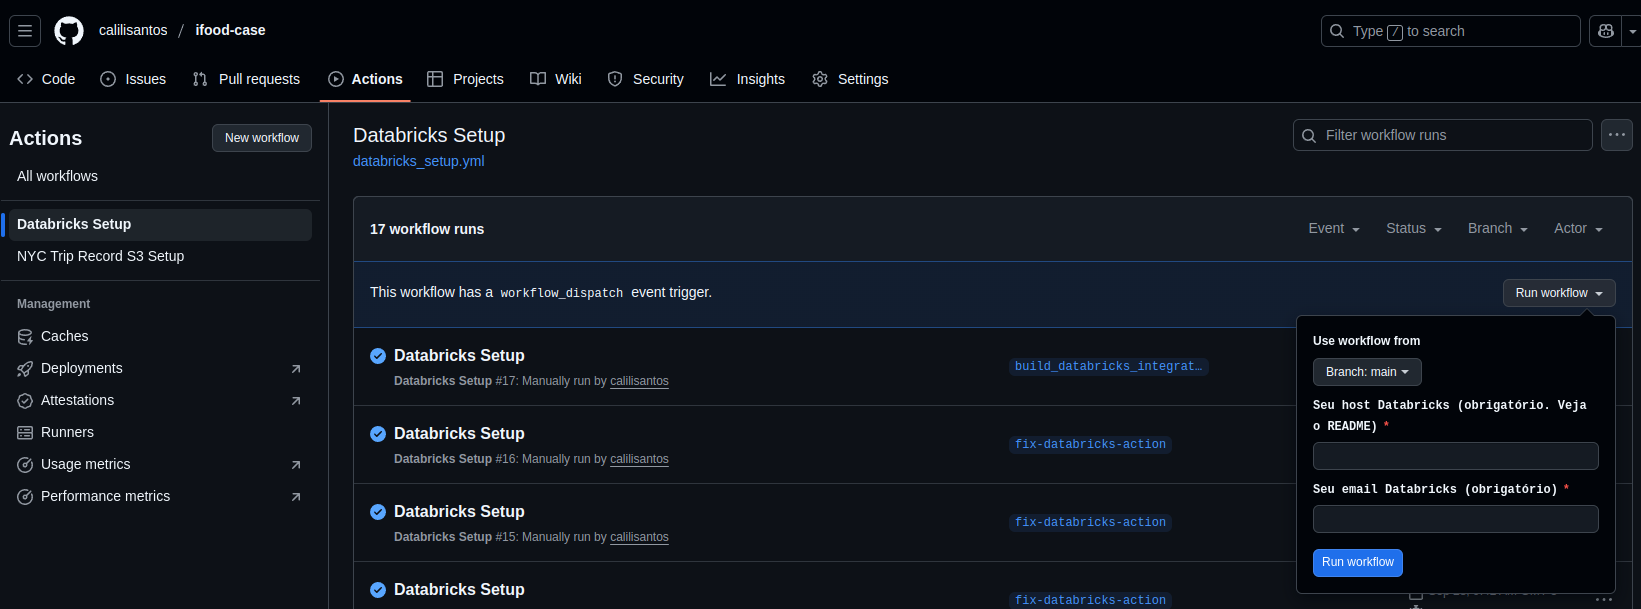 calilisantos / ifood-case
Type / to search
Code Issues Pull requests Actions Projects Wiki Security Insights Settings
Actions
New workflow
All workflows
Databricks Setup
NYC Trip Record S3 Setup
Management
Caches
Deployments
Attestations
Runners
Usage metrics
Performance metrics
Databricks Setup
databricks_setup.yml
Filter workflow runs
17 workflow runs
Event Status Branch Actor
This workflow has a workflow_dispatch event trigger.
Run workflow
Databricks Setup
Databricks Setup #17: Manually run by calilisantos
build_databricks_integrat…
Databricks Setup
Databricks Setup #16: Manually run by calilisantos
fix-databricks-action
Databricks Setup
Databricks Setup #15: Manually run by calilisantos
fix-databricks-action
Databricks Setup
fix-databricks-action
Use workflow from
Branch: main
Seu host Databricks (obrigatório. Veja
o README) *
Seu email Databricks (obrigatório) *
Run workflow